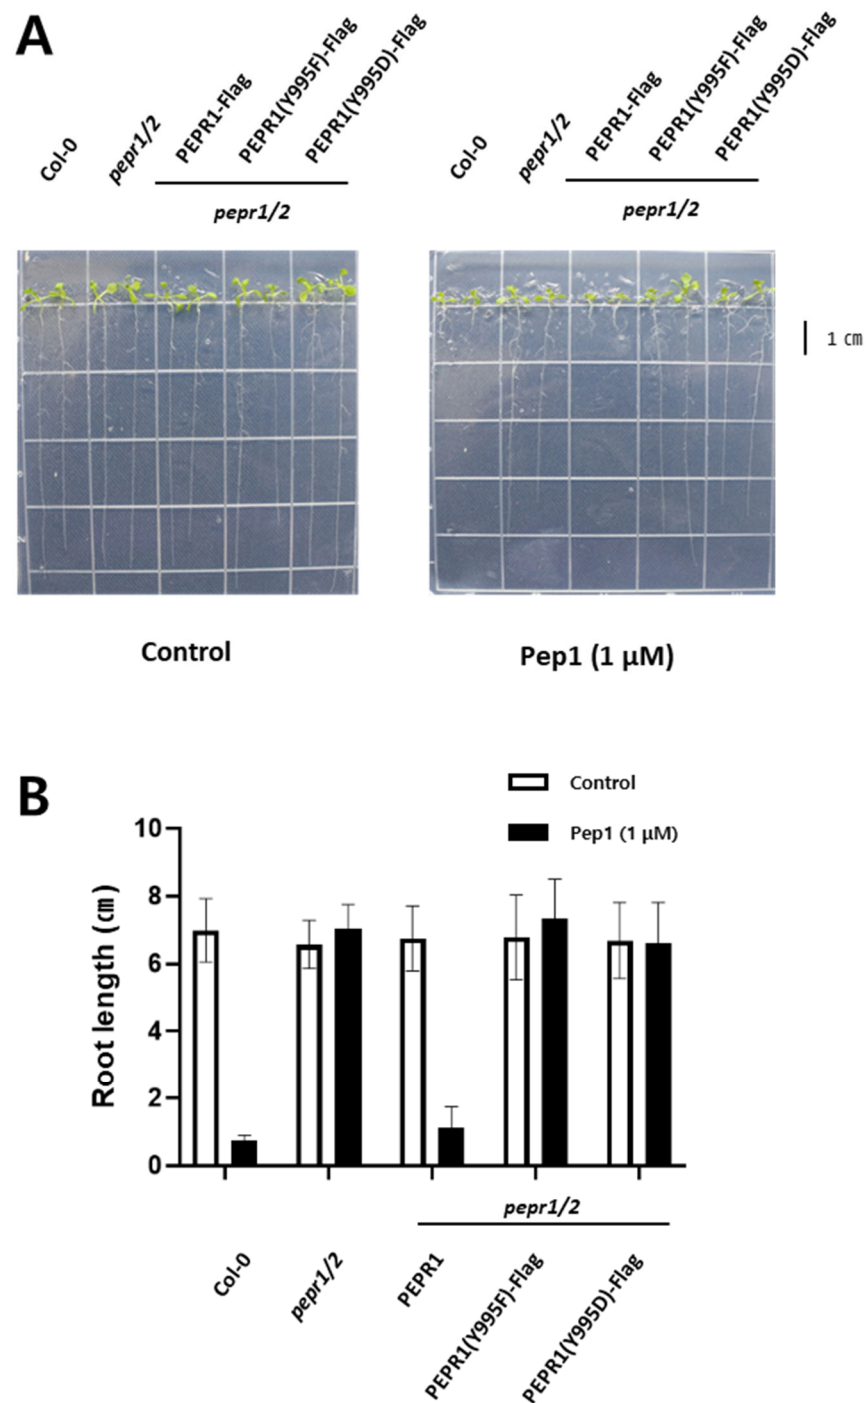 A
Col-0
pepr1/2
PEPR1-Flag
PEPR1(Y995F)-Flag
PEPR1(Y995D)-Flag
pepr1/2
Col-0
pepr1/2
PEPR1-Flag
PEPR1(Y995F)-Flag
PEPR1(Y995D)-Flag
pepr1/2
1 ㎝
Control
Pep1 (1 μM)
B
Control
Pep1 (1 μM)
Root length (㎝)
10
8
6
4
2
0
pepr1/2
Col-0
pepr1/2
PEPR1
PEPR1(Y995F)-Flag
PEPR1(Y995D)-Flag